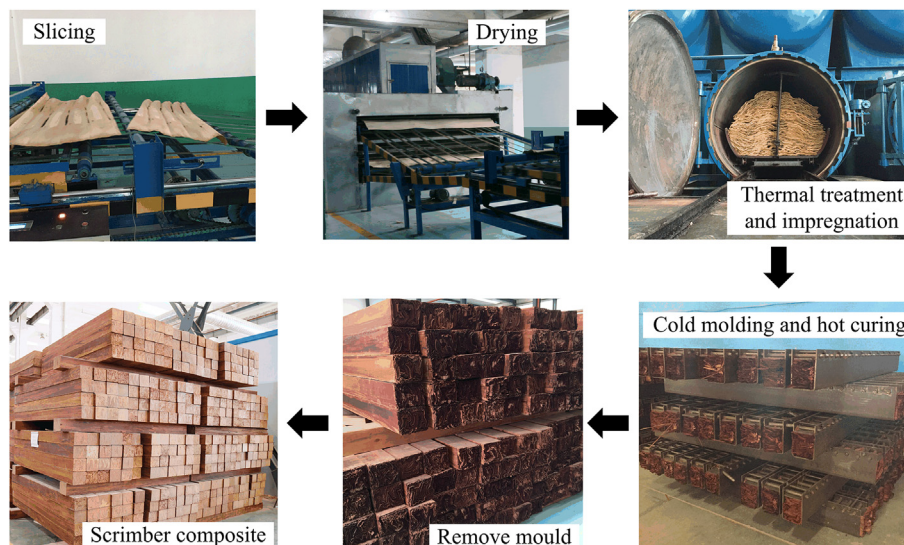 Slicing
Drying
Thermal treatment
and impregnation
Cold molding and hot curing
Remove mould
Scrimber composite